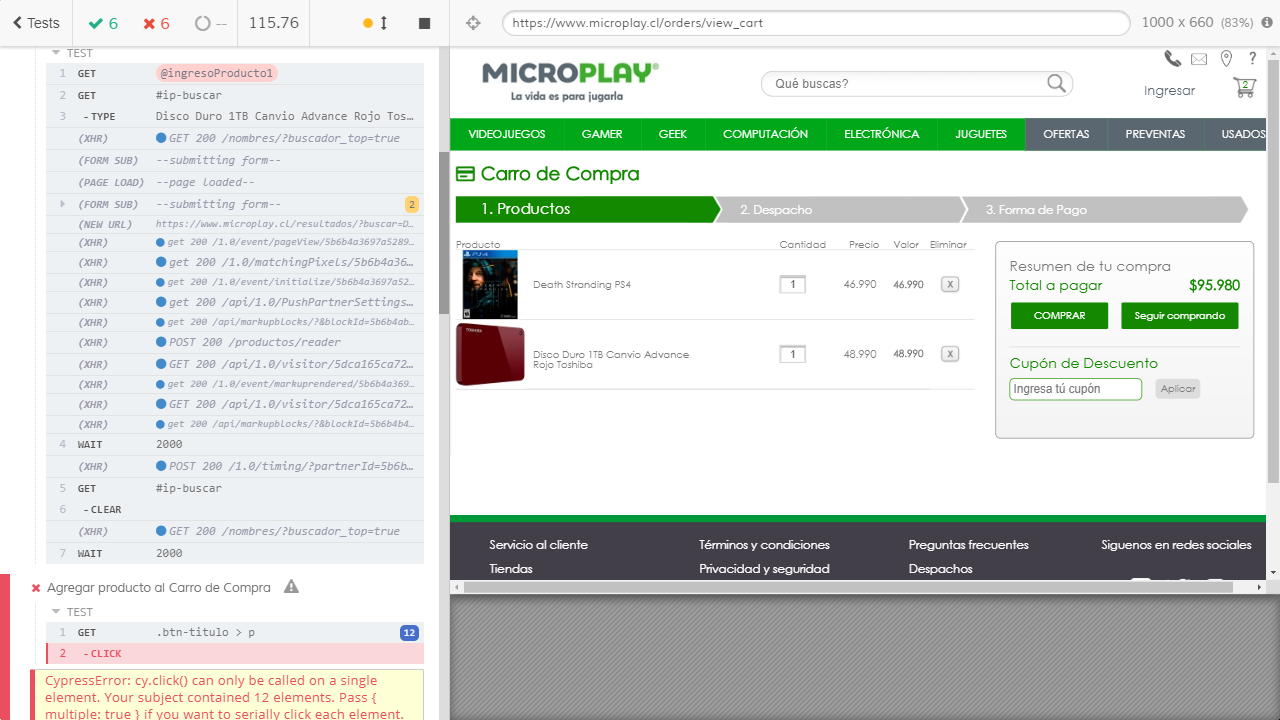 Tests
6
6
--
115.76
https://www.microplay.cl/orders/view_cart
1000 x 660 (83%)
TEST
1 GET @ingresoProducto1
2 GET #ip-buscar
3 -TYPE Disco Duro 1TB Canvio Advance Rojo Tos...
(XHR) GET 200 /nombres/?buscador_top=true
(FORM SUB) --submitting form--
(PAGE LOAD) --page loaded--
(FORM SUB) --submitting form-- 2
(NEW URL) https://www.microplay.cl/resultados/?buscar=D...
(XHR) get 200 /1.0/event/pageView/5b6b4a3697a5289...
(XHR) get 200 /1.0/matchingPixels/5b6b4a36...
(XHR) get 200 /1.0/event/initialize/5b6b4a3697a52...
(XHR) get 200 /api/1.0/PushPartnerSettings...
(XHR) get 200 /api/markupblocks/?&blockId=5b6b4ab...
(XHR) POST 200 /productos/reader
(XHR) GET 200 /api/1.0/visitor/5dca165ca72...
(XHR) get 200 /1.0/event/markuprendered/5b6b4a369...
(XHR) GET 200 /api/1.0/visitor/5dca165ca72...
(XHR) get 200 /api/markupblocks/?&blockId=5b6b4b4...
4 WAIT 2000
(XHR) POST 200 /1.0/timing/?partnerId=5b6b...
5 GET #ip-buscar
6 -CLEAR
(XHR) GET 200 /nombres/?buscador_top=true
7 WAIT 2000
Agregar producto al Carro de Compra
TEST
1 GET .btn-titulo > p 12
2 -CLICK
CypressError: cy.click() can only be called on a single
element. Your subject contained 12 elements. Pass {
multiple: true } if you want to serially click each element.
MICROPLAY
La vida es para jugarla
Qué buscas?
?
Ingresar
2
VIDEOJUEGOS GAMER GEEK COMPUTACIÓN ELECTRÓNICA JUGUETES OFERTAS PREVENTAS USADOS
Carro de Compra
1. Productos 2. Despacho 3. Forma de Pago
Producto Cantidad Precio Valor Eliminar
Death Stranding PS4 1 46.990 46.990 X
TOSHIBA
Disco Duro 1TB Canvio Advance
Rojo Toshiba
1 48.990 48.990 X
Resumen de tu compra
Total a pagar $95.980
COMPRAR Seguir comprando
Cupón de Descuento
Ingresa tú cupón Aplicar
Servicio al cliente Términos y condiciones Preguntas frecuentes Siguenos en redes sociales
Tiendas Privacidad y seguridad Despachos